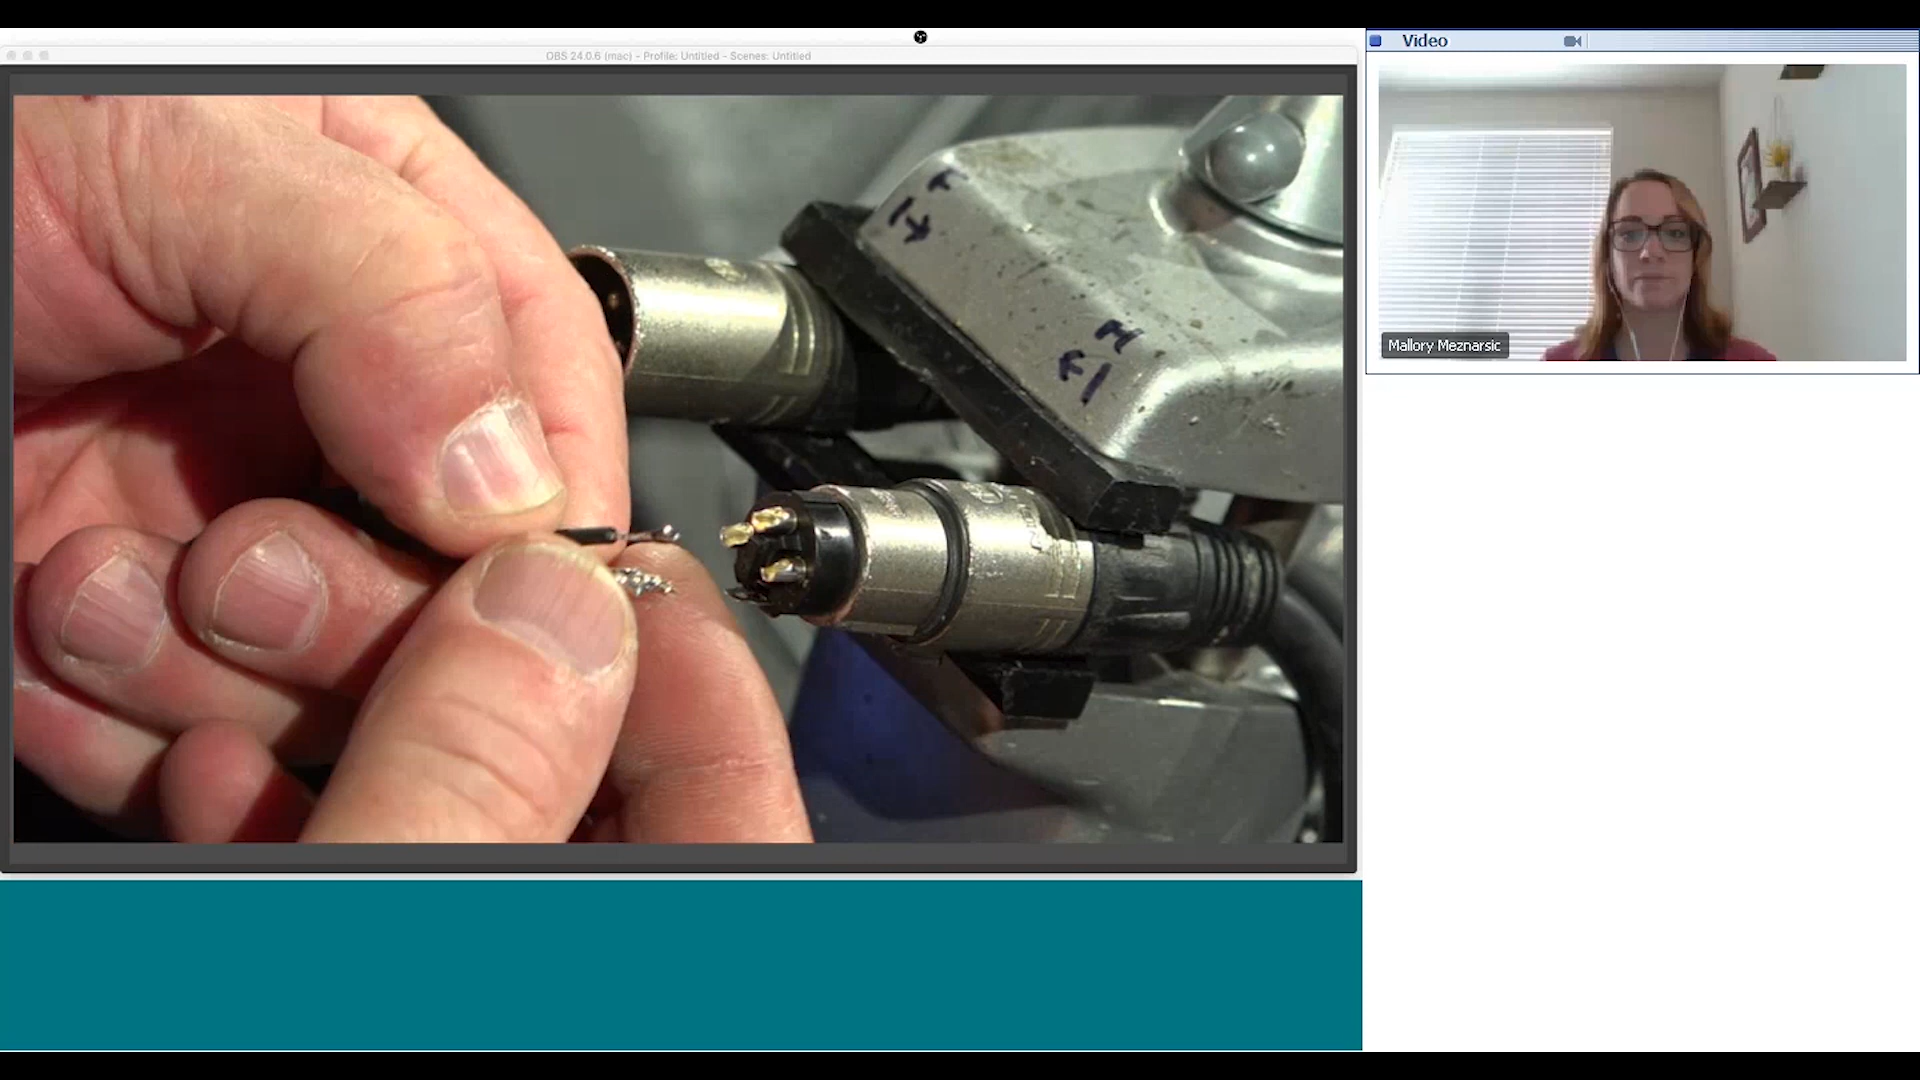 OBS 24.0.6 (mac) - Profile: Untitled - Scenes: Untitled
Video
Mallory Meznarsic